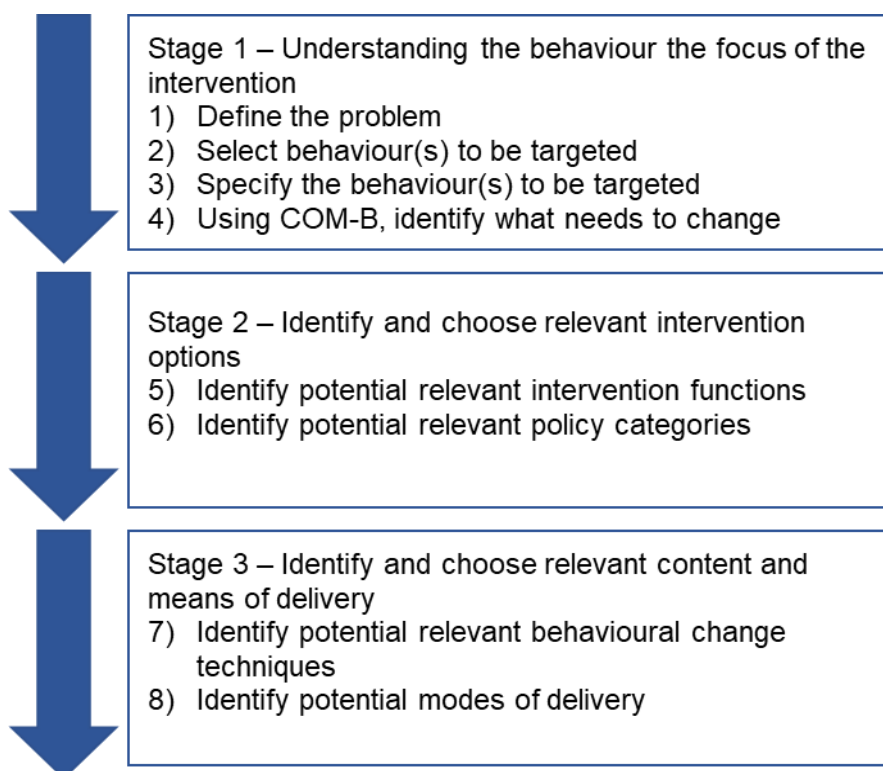 Stage 1 – Understanding the behaviour the focus of the
intervention
1) Define the problem
2) Select behaviour(s) to be targeted
3) Specify the behaviour(s) to be targeted
4) Using COM-B, identify what needs to change
Stage 2 – Identify and choose relevant intervention
options
5) Identify potential relevant intervention functions
6) Identify potential relevant policy categories
Stage 3 – Identify and choose relevant content and
means of delivery
7) Identify potential relevant behavioural change
techniques
8) Identify potential modes of delivery